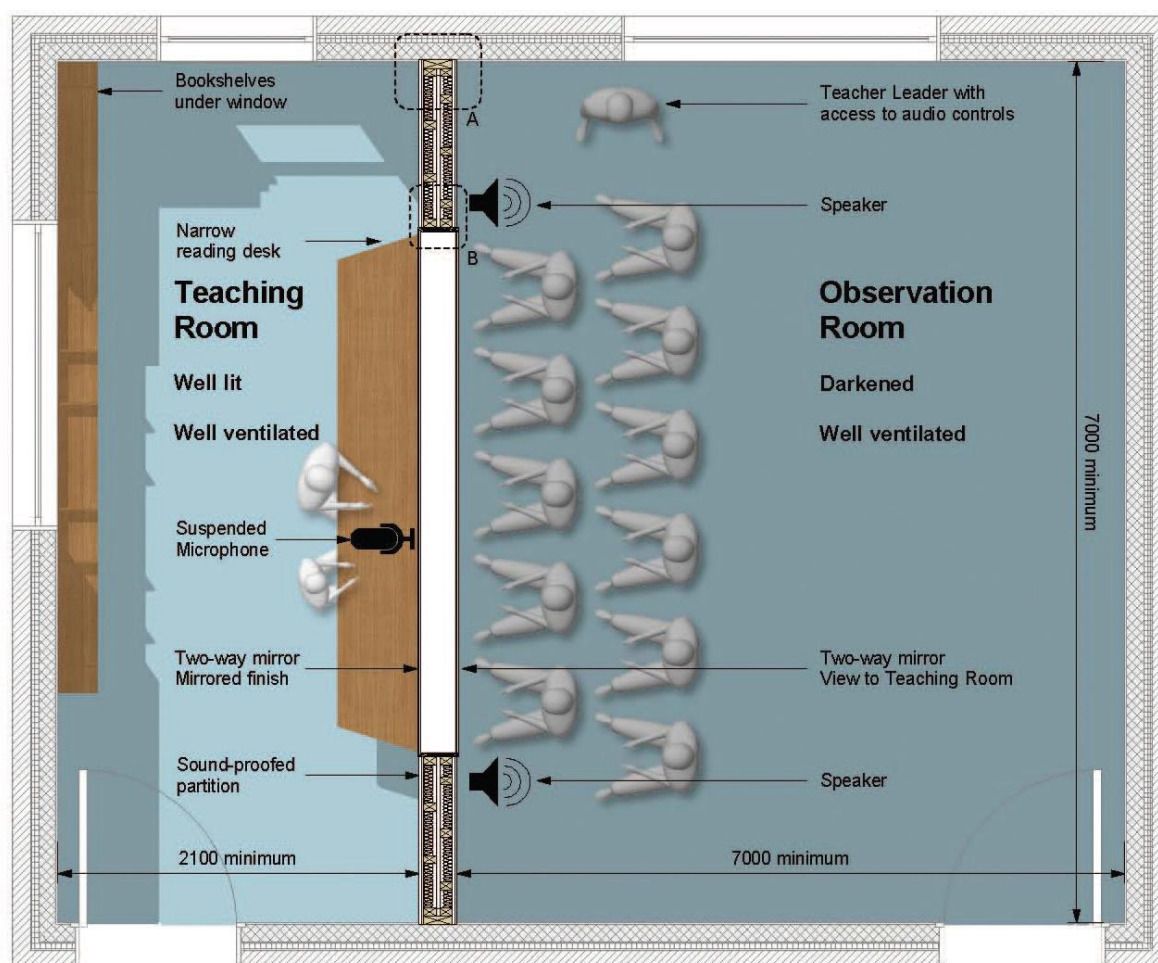 Bookshelves
under window
A
Teacher Leader with
access to audio controls
Speaker
Narrow
reading desk
B
Teaching
Room
Observation
Room
Well lit
Darkened
Well ventilated
Well ventilated
7000 minimum
Suspended
Microphone
Two-way mirror
Mirrored finish
Two-way mirror
View to Teaching Room
Sound-proofed
partition
Speaker
2100 minimum
7000 minimum